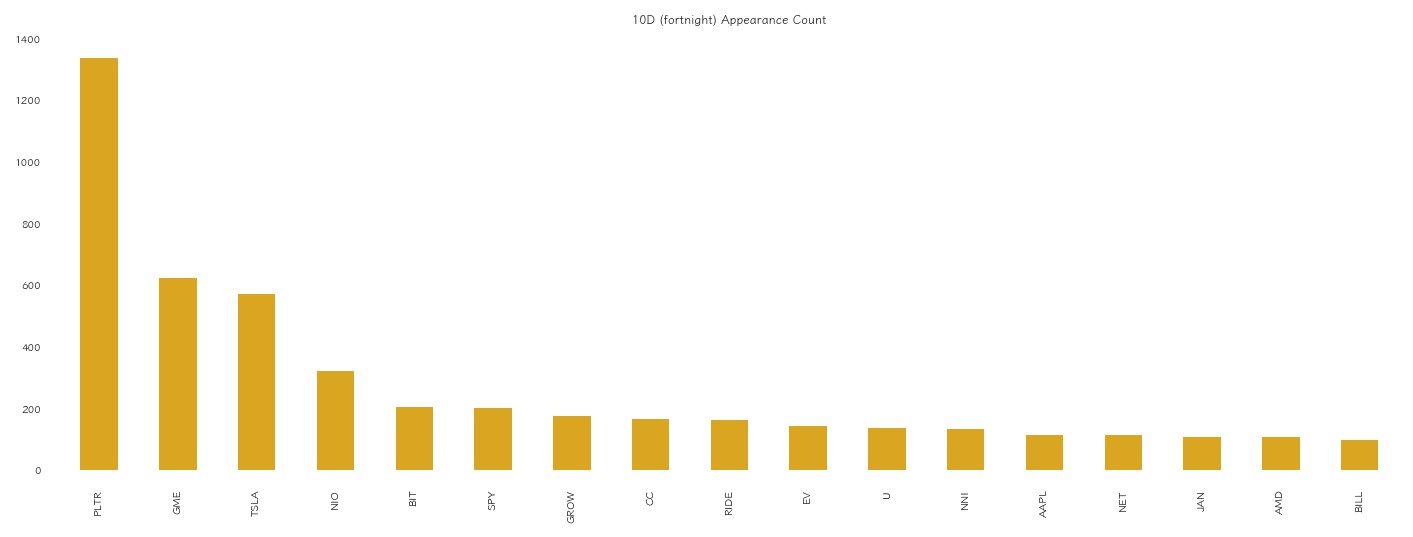 10D (fortnight) Appearance Count
1400
1200
1000
800
600
400
200
0
PLTR
GME
TSLA
NIO
BIT
SPY
GROW
CC
RIDE
EV
U
NNI
AAPL
NET
JAN
AMD
BILL